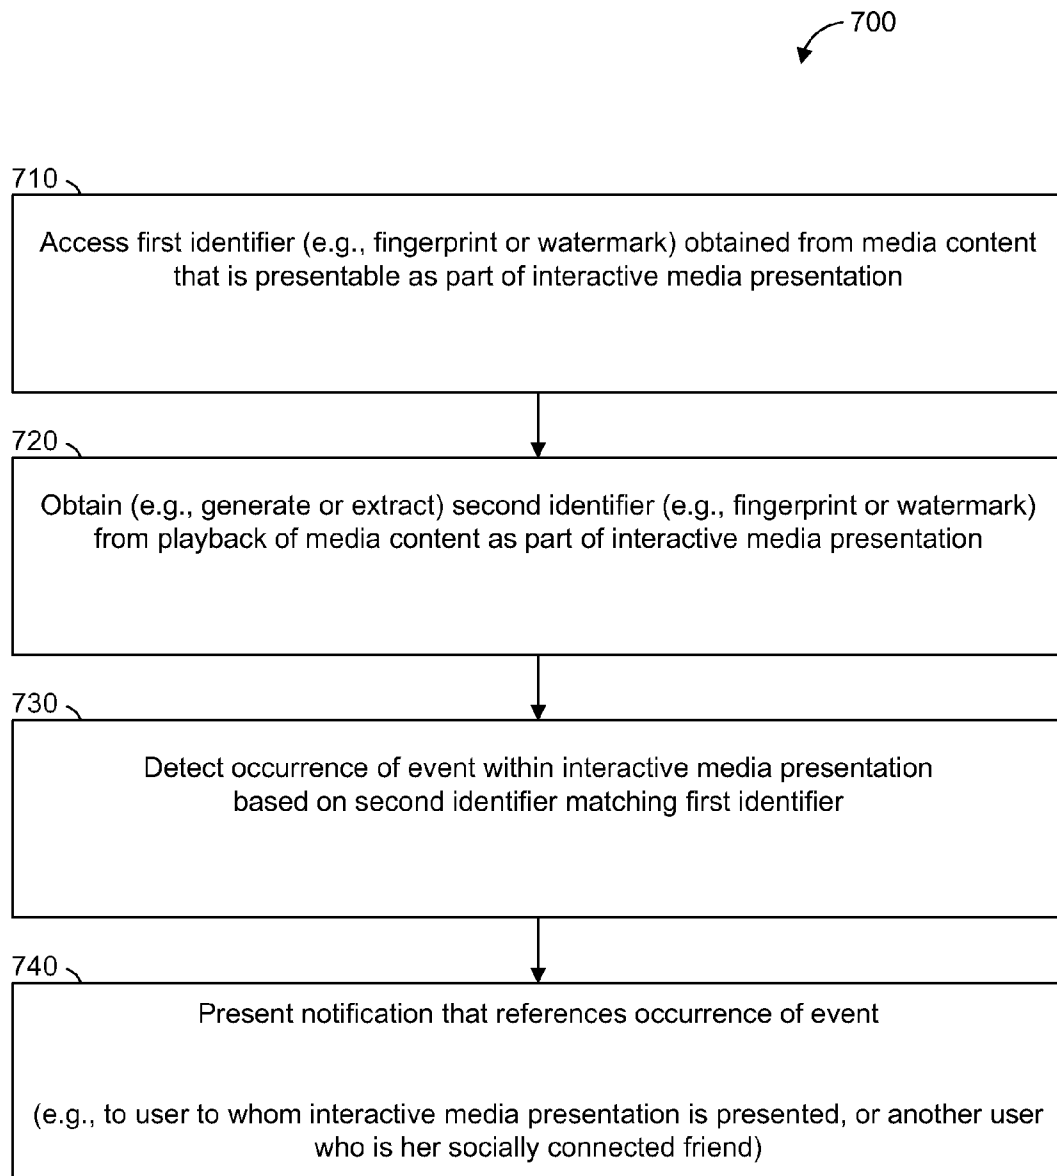 700
710
Access first identifier (e.g., fingerprint or watermark) obtained from media content
that is presentable as part of interactive media presentation
720
Obtain (e.g., generate or extract) second identifier (e.g., fingerprint or watermark)
from playback of media content as part of interactive media presentation
730
Detect occurrence of event within interactive media presentation
based on second identifier matching first identifier
740
Present notification that references occurrence of event
(e.g., to user to whom interactive media presentation is presented, or another user
who is her socially connected friend)